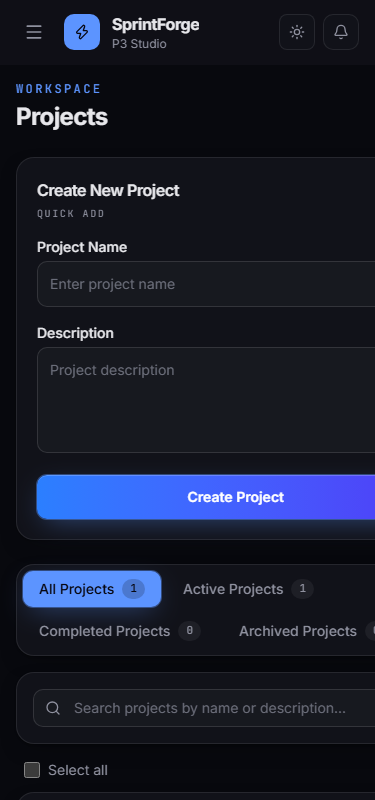 SprintForge
P3 Studio
WORKSPACE
Projects
Create New Project
QUICK ADD
Project Name
Enter project name
Description
Project description
Create Project
All Projects 1 Active Projects 1
Completed Projects 0 Archived Projects
Search projects by name or description...
Select all